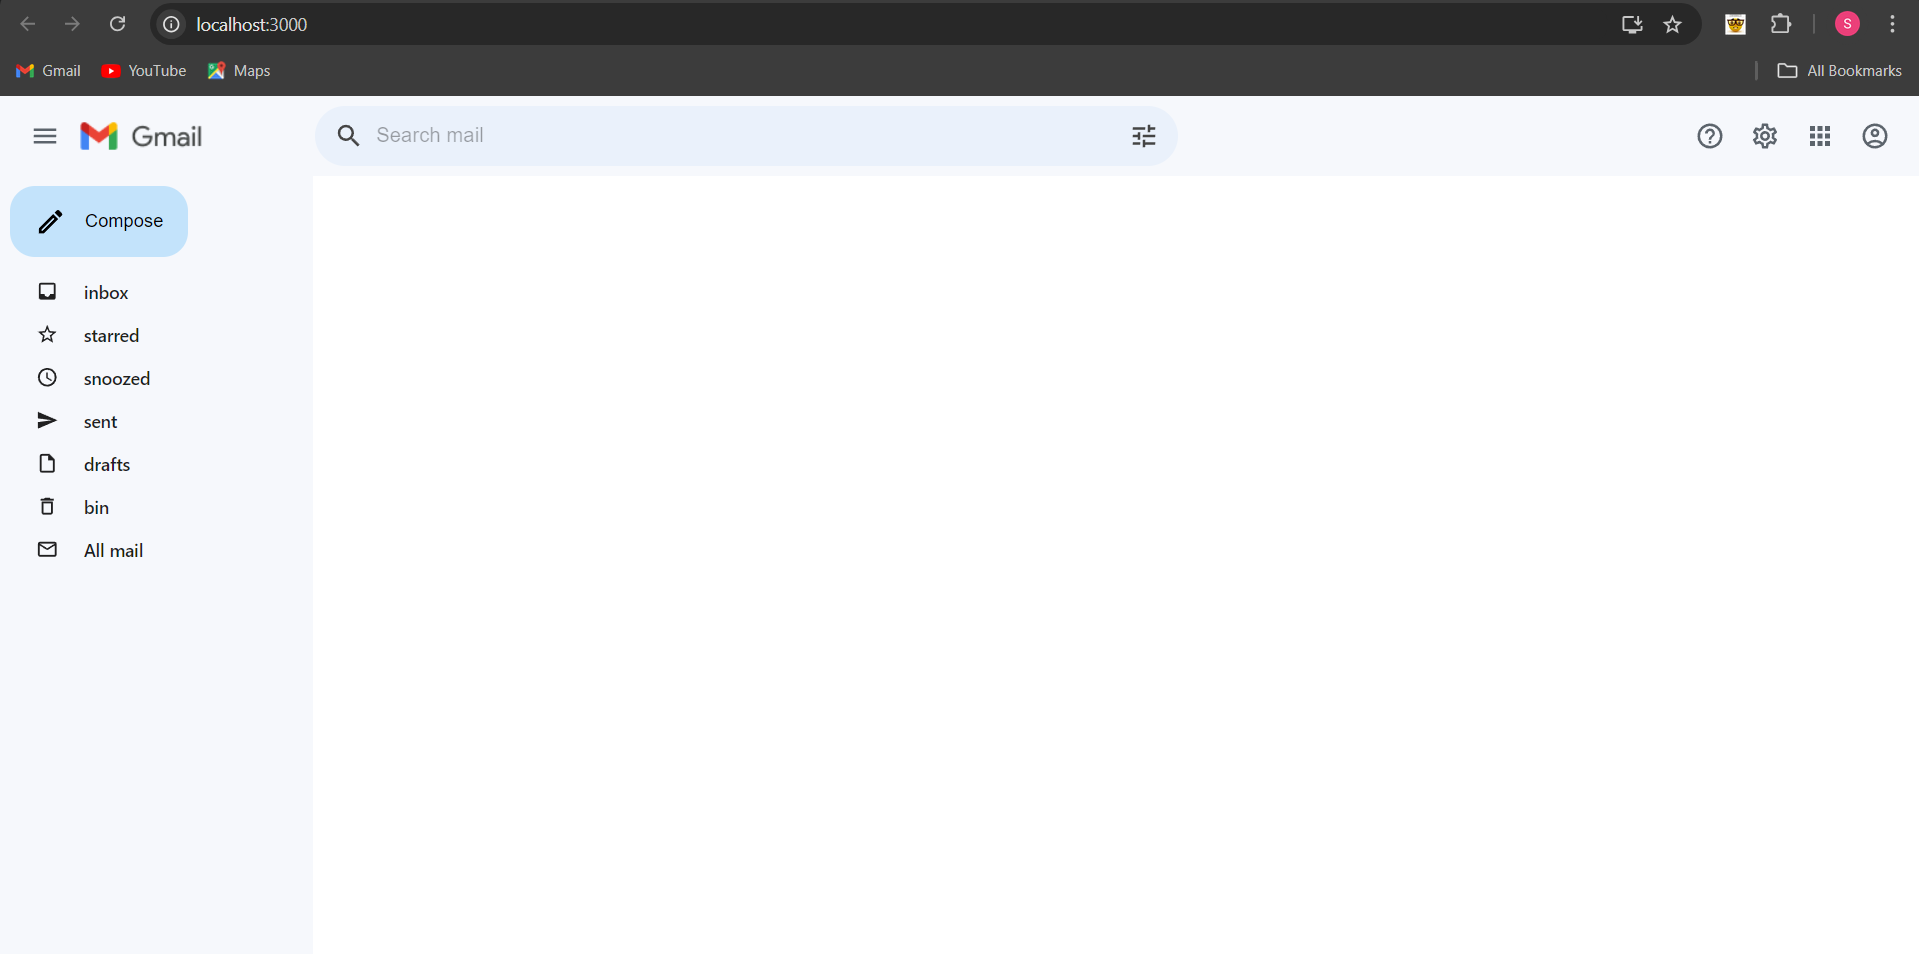 localhost:3000
S
Gmail YouTube Maps All Bookmarks
Gmail Search mail
Compose
inbox
starred
snoozed
sent
drafts
bin
All mail